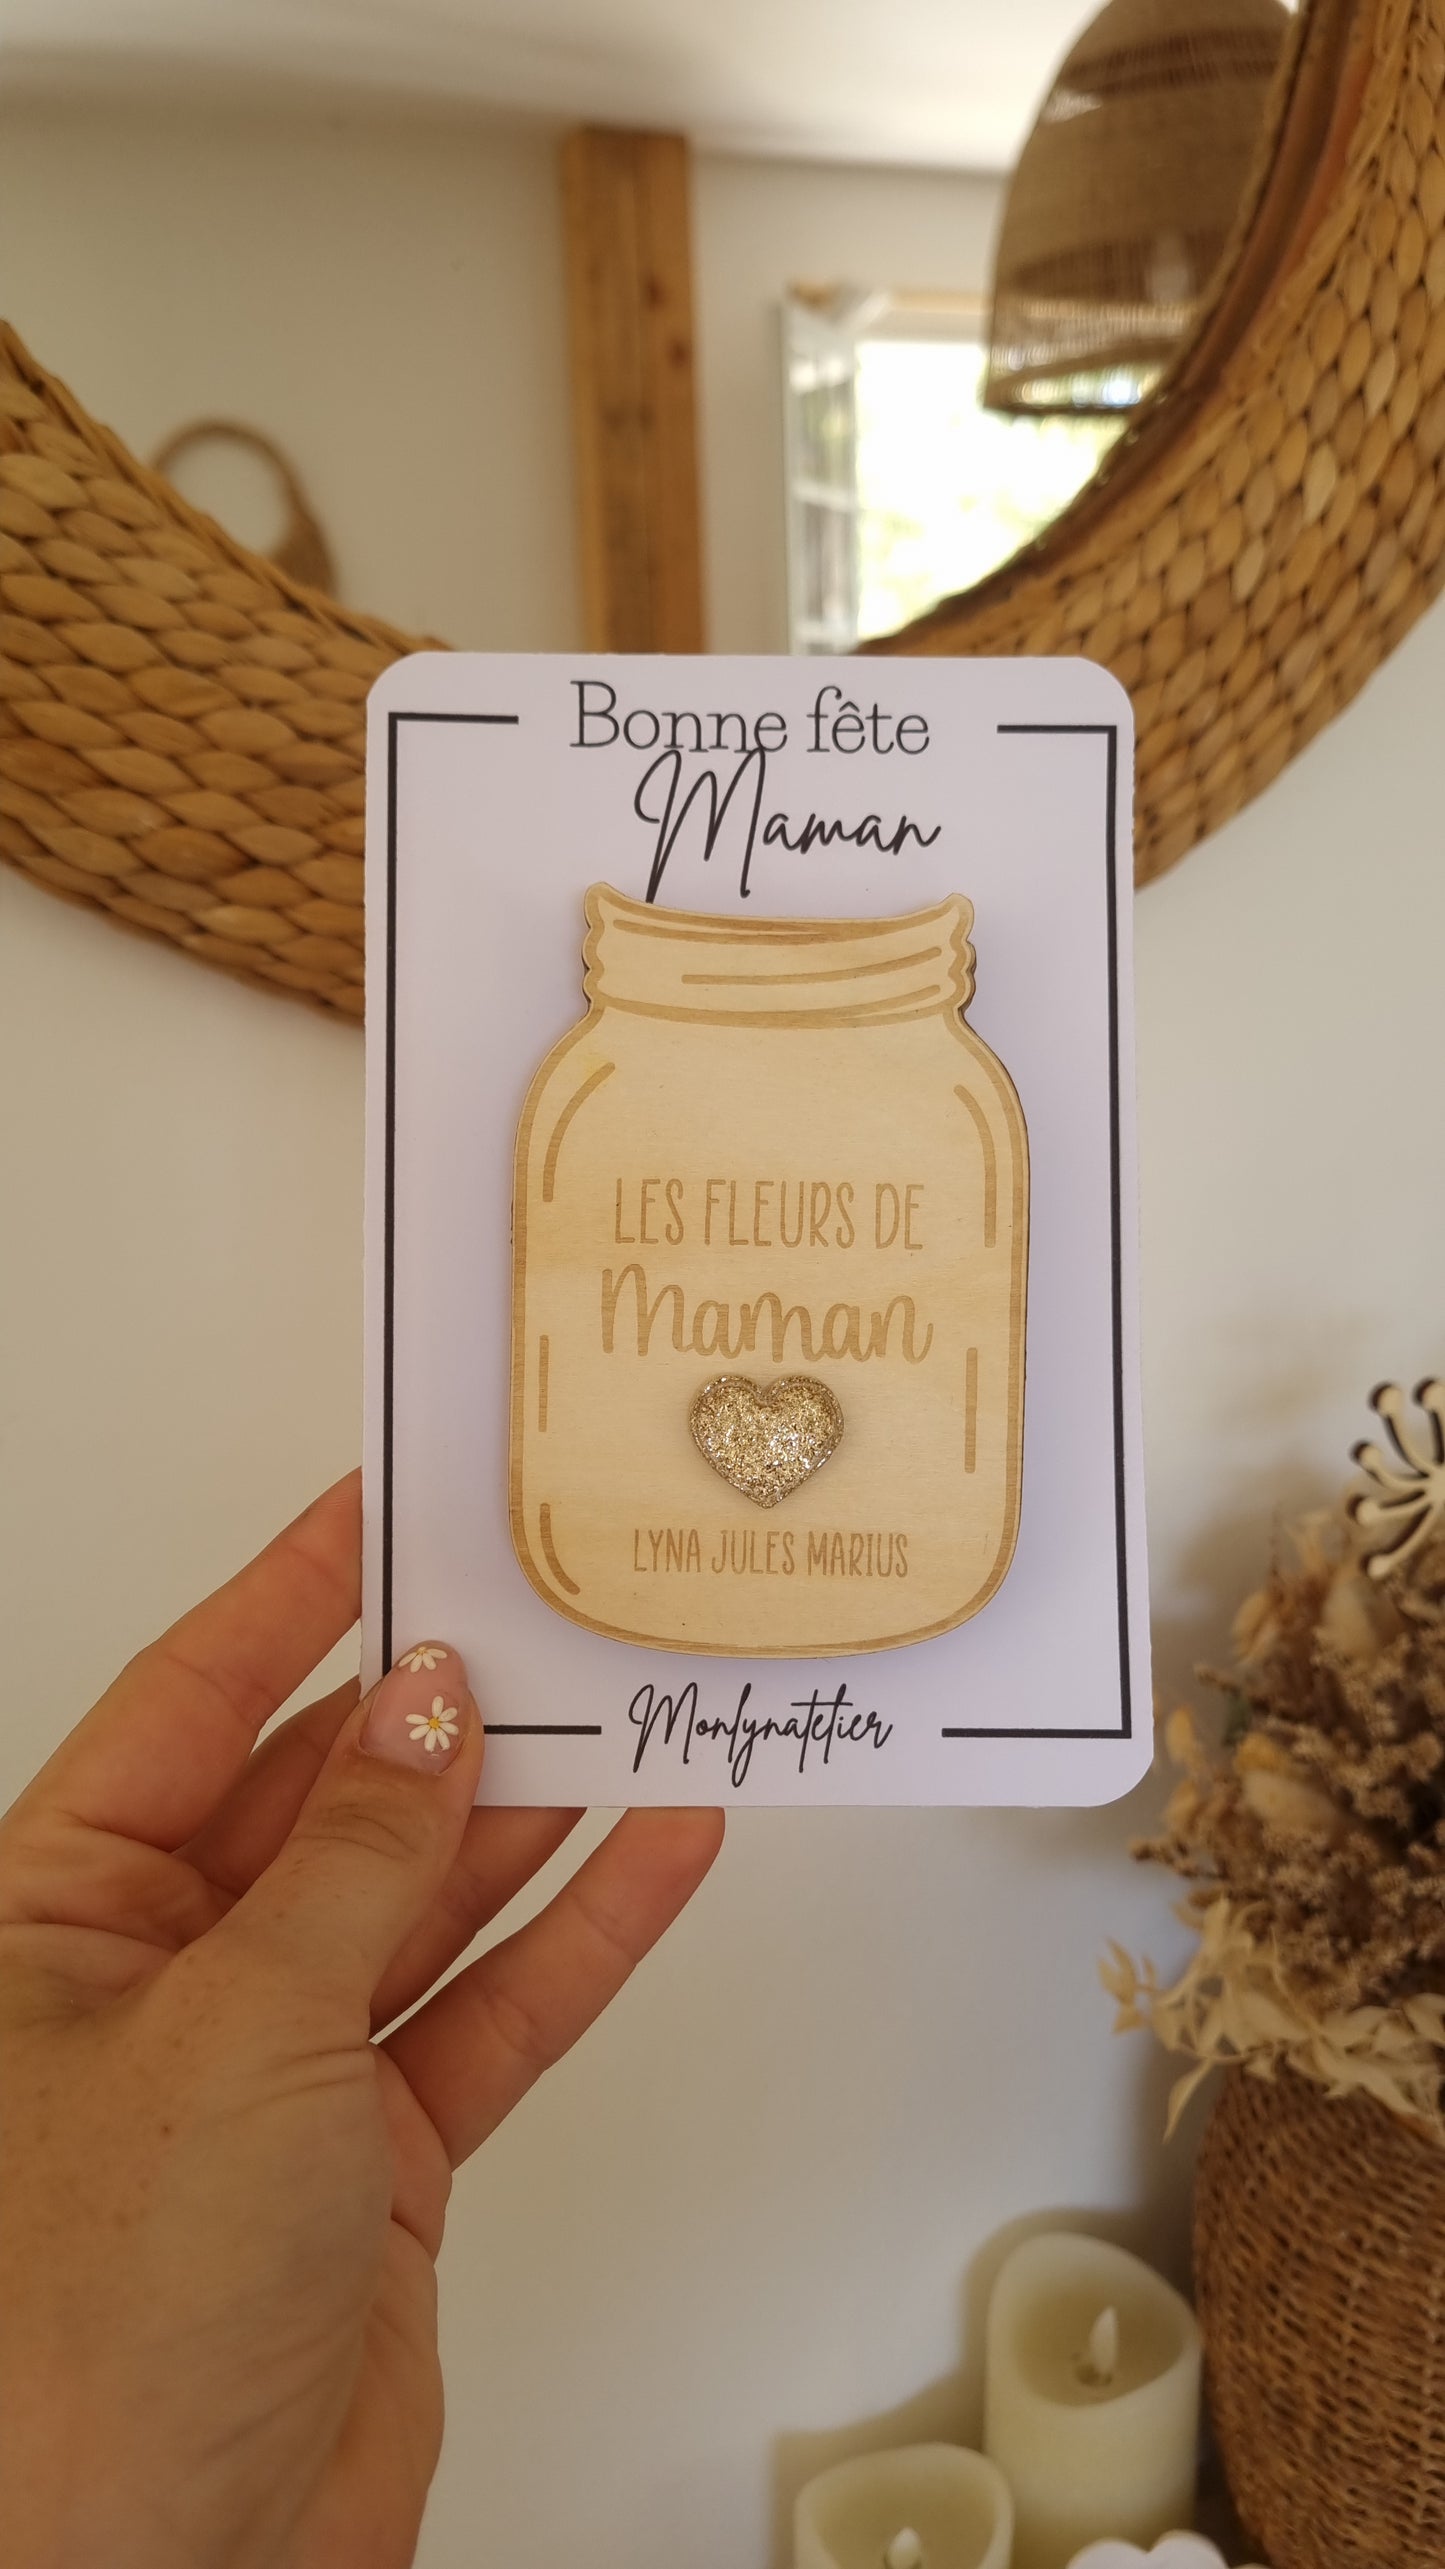 Bonne fête
Maman
LES FLEURS DE
Maman
LYNA JULES MARIUS
Monlynatelier